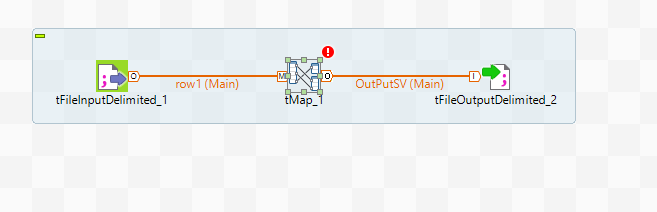 O
M
O
I
row1 (Main)
OutPutSV (Main)
tFileInputDelimited_1
tMap_1
tFileOutputDelimited_2